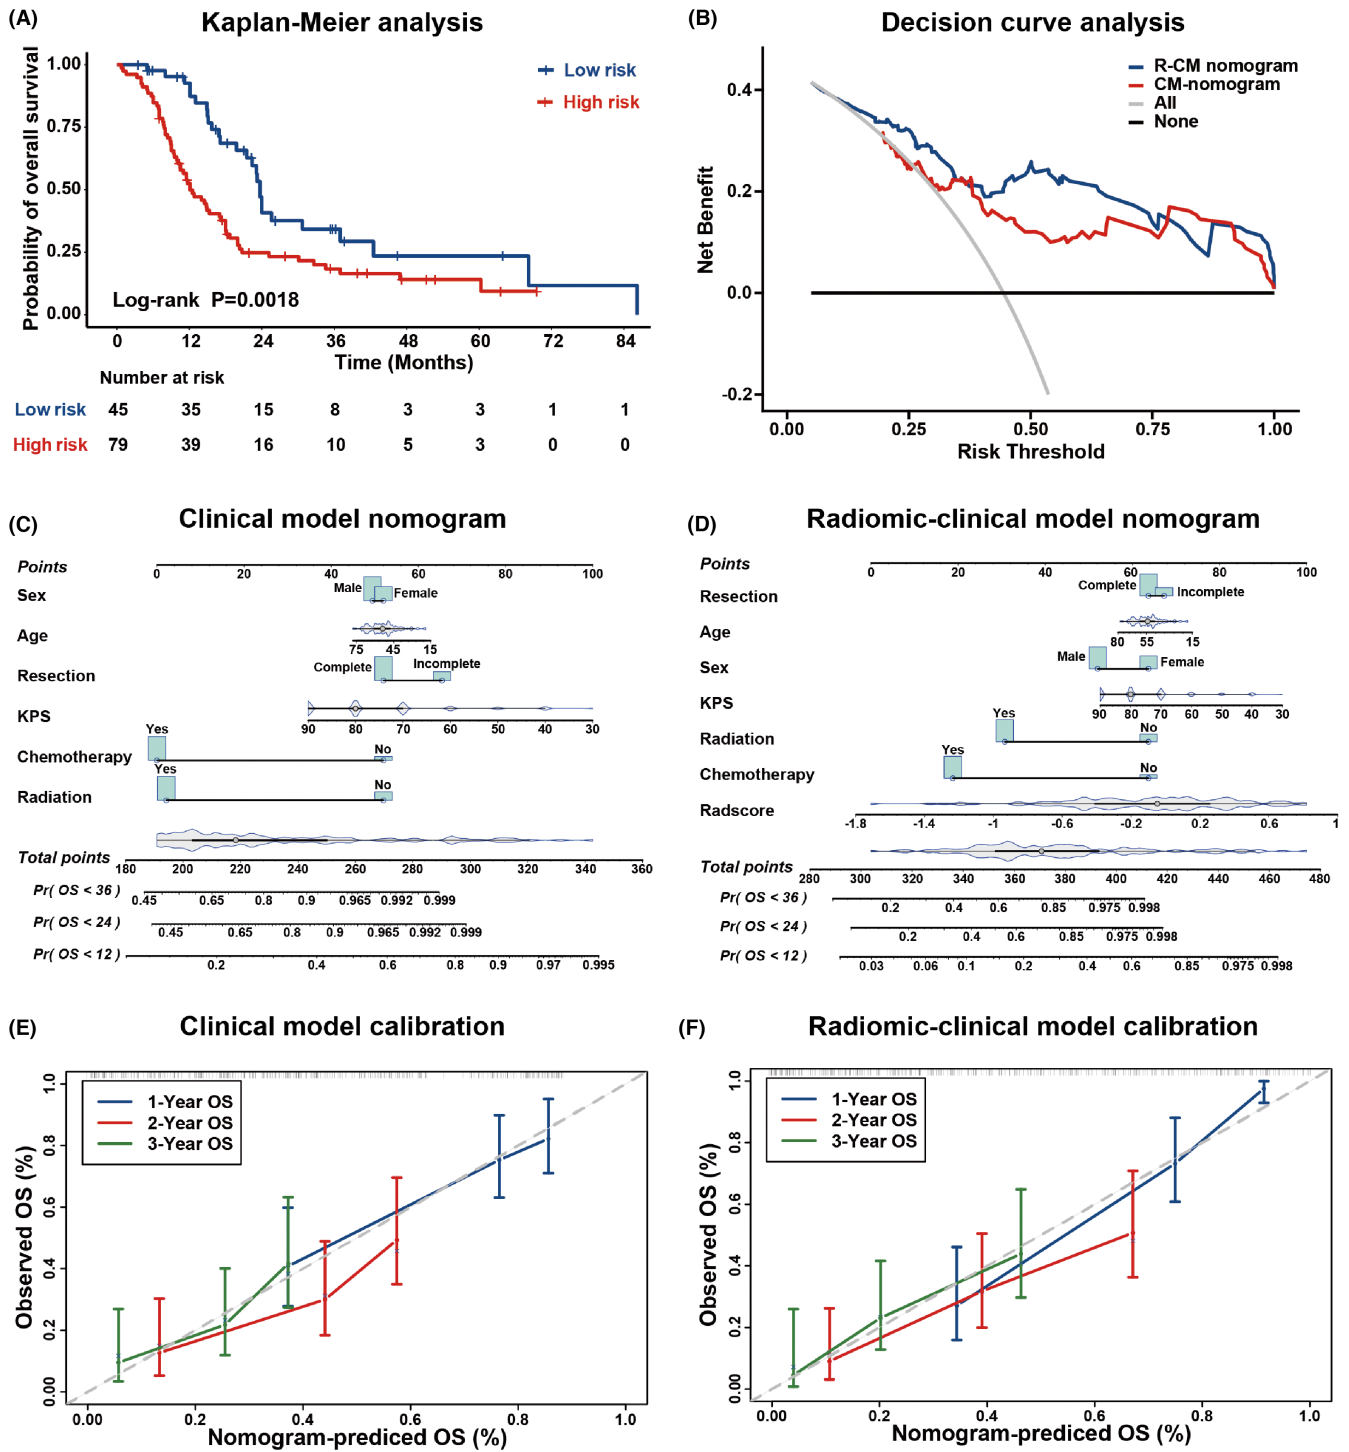 (A)
Kaplan-Meier analysis
Probability of overall survival
1.00
0.75
0.50
0.25
0.00
Low risk
High risk
Log-rank P=0.0018
0 12 24 36 48 60 72 84
Time (Months)
Number at risk
Low risk 45 35 15 8 3 3 1 1
High risk 79 39 16 10 5 3 0 0
(B)
Decision curve analysis
Net Benefit
0.4
0.2
0.0
-0.2
R-CM nomogram
CM-nomogram
All
None
0.00 0.25 0.50 0.75 1.00
Risk Threshold
(C)
Clinical model nomogram
Points 0 20 40 60 80 100
Sex Male Female
Age 75 45 15
Resection Complete Incomplete
KPS 90 80 70 60 50 40 30
Chemotherapy Yes No
Radiation Yes No
Total points
180 200 220 240 260 280 300 320 340 360
Pr( OS < 36 ) 0.45 0.65 0.8 0.9 0.965 0.992 0.999
Pr( OS < 24 ) 0.45 0.65 0.8 0.9 0.965 0.992 0.999
Pr( OS < 12 ) 0.2 0.4 0.6 0.8 0.9 0.97 0.995
(D)
Radiomic-clinical model nomogram
Points 0 20 40 60 80 100
Resection Complete Incomplete
Age 80 55 15
Sex Male Female
KPS 90 80 70 60 50 40 30
Radiation Yes No
Chemotherapy Yes No
Radscore
-1.8 -1.4 -1 -0.6 -0.2 0.2 0.6 1
Total points
280 300 320 340 360 380 400 420 440 460 480
Pr( OS < 36 ) 0.2 0.4 0.6 0.85 0.975 0.998
Pr( OS < 24 ) 0.2 0.4 0.6 0.85 0.975 0.998
Pr( OS < 12 ) 0.03 0.06 0.1 0.2 0.4 0.6 0.85 0.975 0.998
(E)
Clinical model calibration
Observed OS (%)
1.0
0.8
0.6
0.4
0.2
0.00
1-Year OS
2-Year OS
3-Year OS
0.00 0.2 0.4 0.6 0.8 1.0
Nomogram-prediced OS (%)
(F)
Radiomic-clinical model calibration
Observed OS (%)
1.0
0.8
0.6
0.4
0.2
0.00
1-Year OS
2-Year OS
3-Year OS
0.00 0.2 0.4 0.6 0.8 1.0
Nomogram-prediced OS (%)